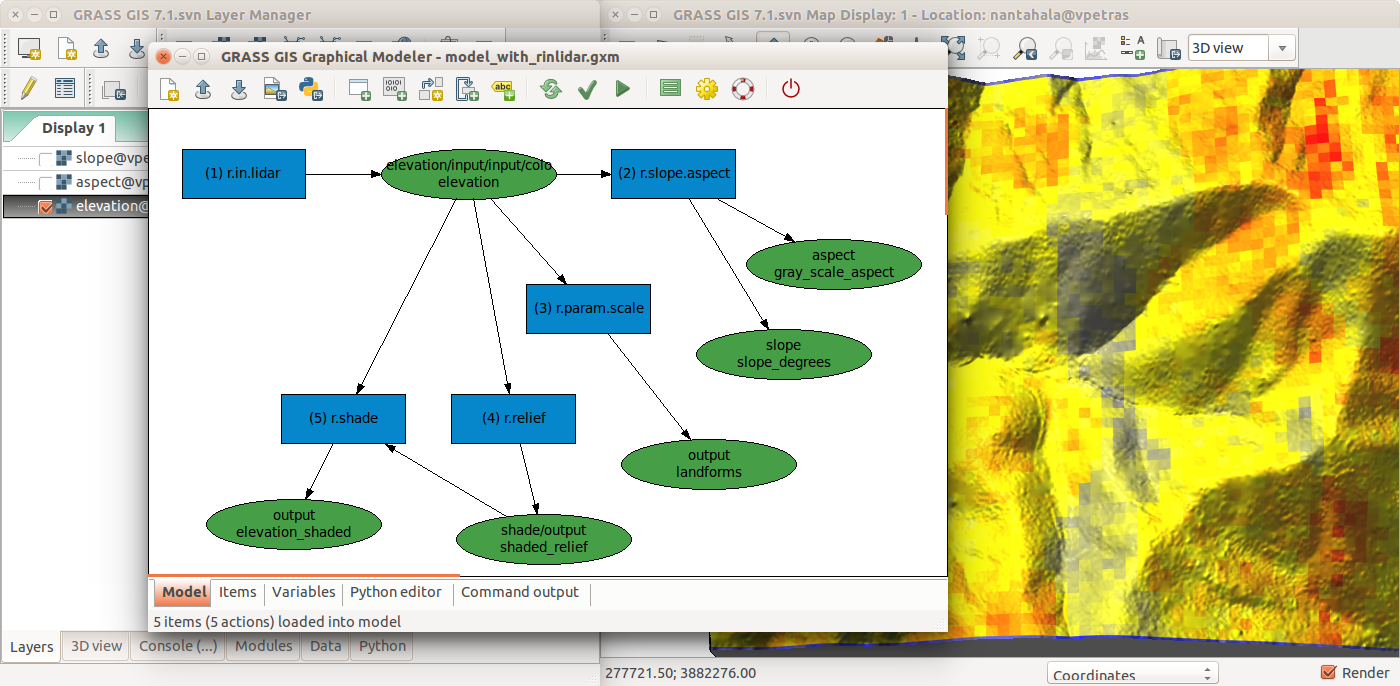 GRASS GIS 7.1.svn Layer Manager
GRASS GIS 7.1.svn Map Display: 1 - Location: nantahala@vpetras
3D view
GRASS GIS Graphical Modeler - model_with_rinlidar.gxm
abc
Display 1
slope@vpe
aspect@vp
elevation@
(1) r.in.lidar
elevation/input/input/colo
elevation
(2) r.slope.aspect
aspect
gray_scale_aspect
(3) r.param.scale
slope
slope_degrees
(5) r.shade
(4) r.relief
output
landforms
output
elevation_shaded
shade/output
shaded_relief
Model
Items
Variables
Python editor
Command output
5 items (5 actions) loaded into model
Layers
3D view
Console (...)
Modules
Data
Python
277721.50; 3882276.00
Coordinates
Render